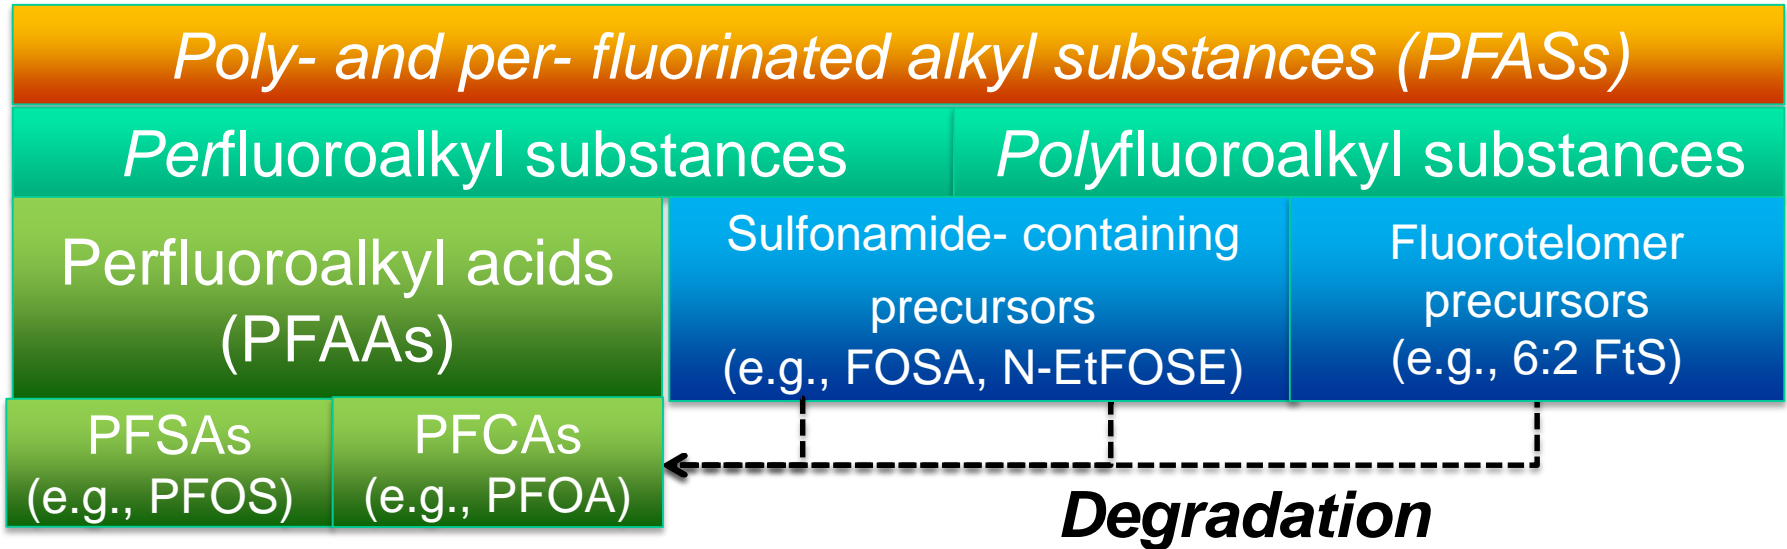 Poly- and per- fluorinated alkyl substances (PFASs)
Perfluoroalkyl substances
Polyfluoroalkyl substances
Perfluoroalkyl acids
(PFAAs)
Sulfonamide- containing
precursors
(e.g., FOSA, N-EtFOSE)
Fluorotelomer
precursors
(e.g., 6:2 FtS)
PFSAs
(e.g., PFOS)
PFCAs
(e.g., PFOA)
Degradation